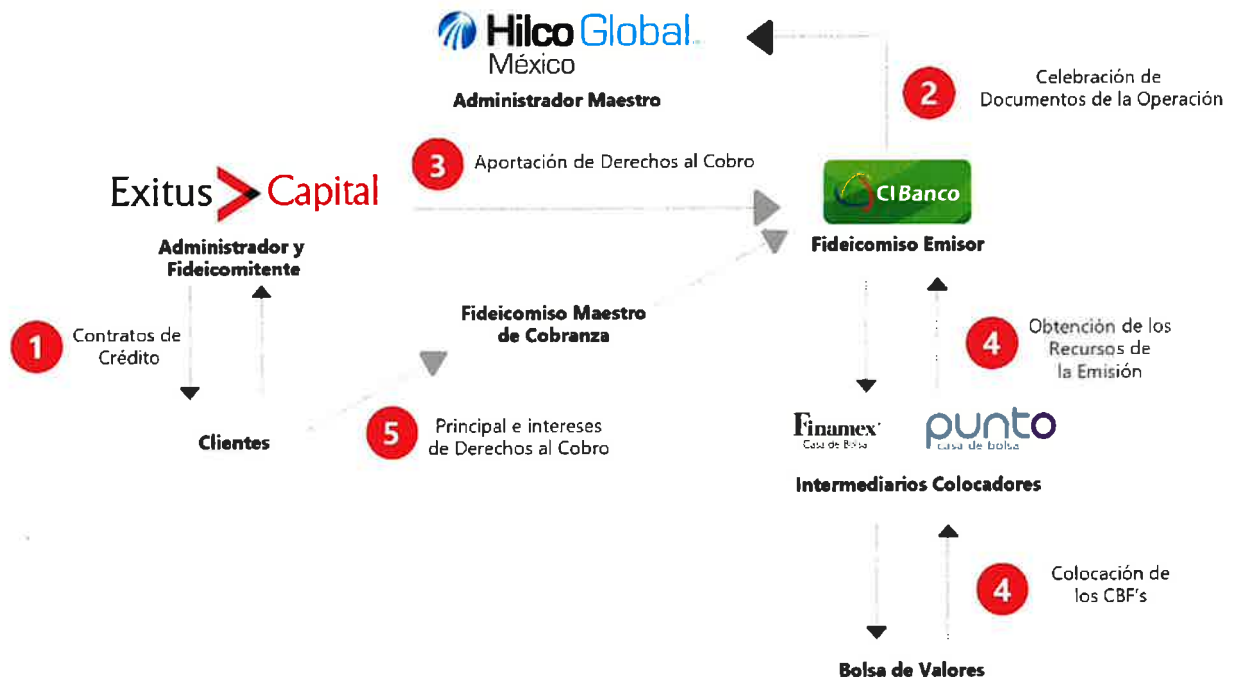 Hilco Global
México
Administrador Maestro
2
Celebración de
Documentos de la Operación
3
Aportación de Derechos al Cobro
Exitus Capital
Administrador y
Fideicomitente
CIBanco
Fideicomiso Emisor
1
Contratos de
Crédito
Fideicomiso Maestro
de Cobranza
4
Obtención de los
Recursos de
la Emisión
Clientes
5
Principal e intereses
de Derechos al Cobro
Finamex
Casa de Bolsa
punto
casa de bolsa
Intermediarios Colocadores
4
Colocación de
los CBF's
Bolsa de Valores